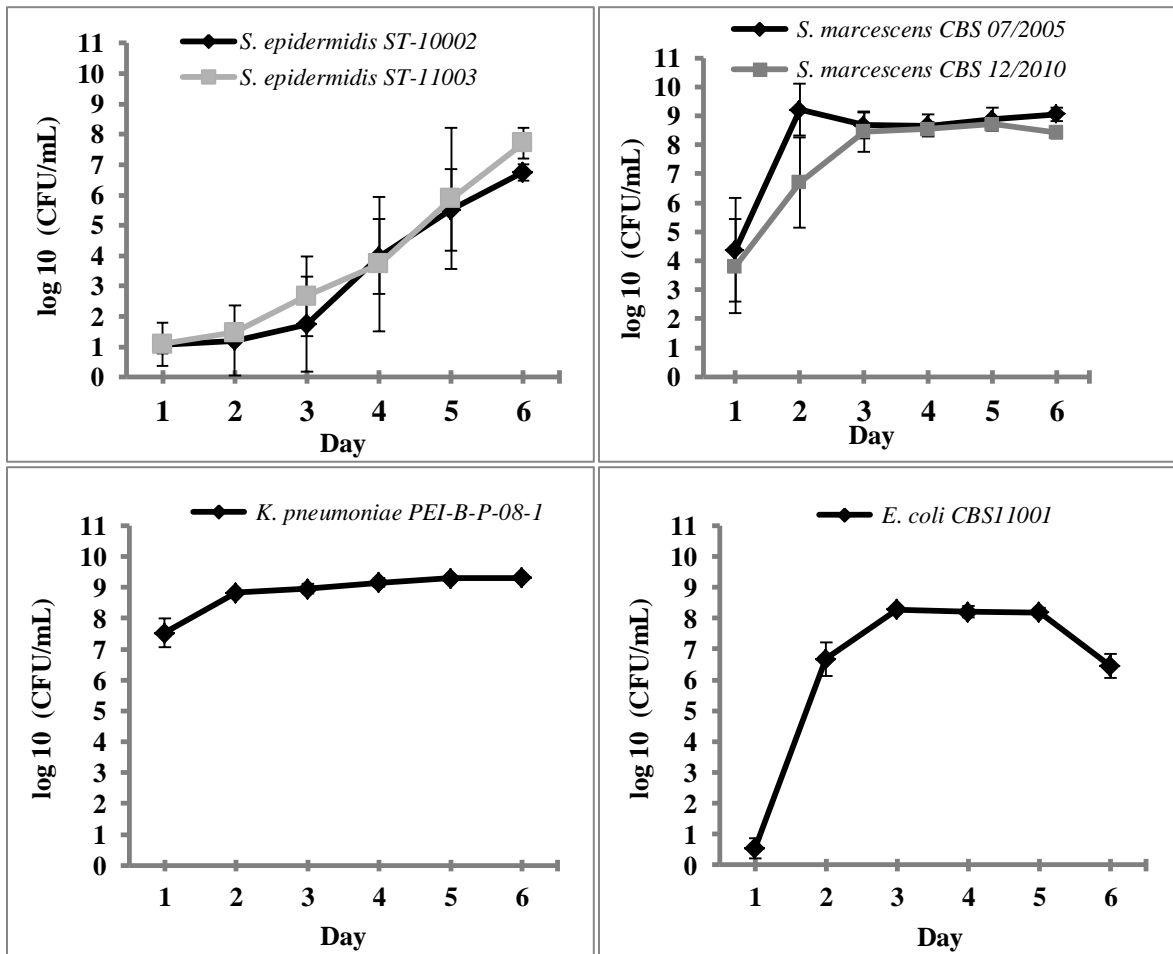 S. epidermidis ST-10002
S. epidermidis ST-11003
log 10 (CFU/mL)
11
10
9
8
7
6
5
4
3
2
1
0
1 2 3 4 5 6
Day
S. marcescens CBS 07/2005
S. marcescens CBS 12/2010
log 10 (CFU/mL)
11
10
9
8
7
6
5
4
3
2
1
0
1 2 3 4 5 6
Day
K. pneumoniae PEI-B-P-08-1
log 10 (CFU/mL)
11
10
9
8
7
6
5
4
3
2
1
0
1 2 3 4 5 6
Day
E. coli CBS11001
log 10 (CFU/mL)
11
10
9
8
7
6
5
4
3
2
1
0
1 2 3 4 5 6
Day